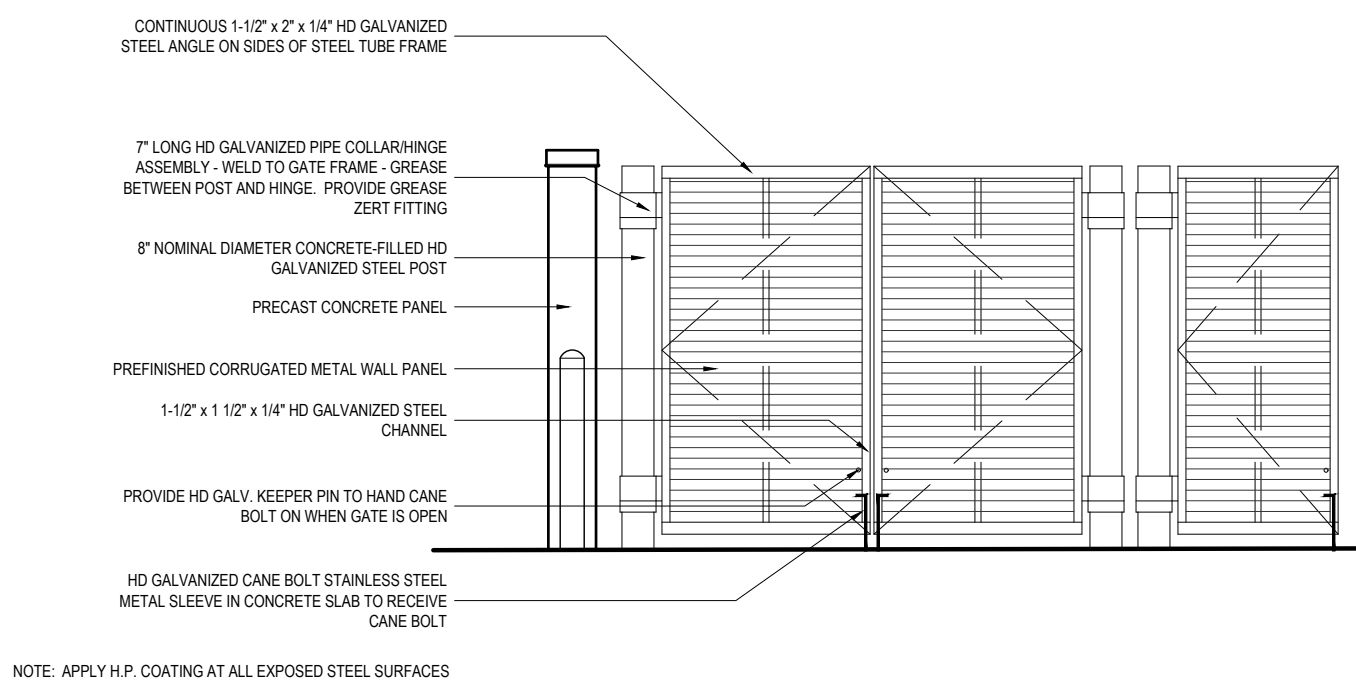 CONTINUOUS 1-1/2" x 2" x 1/4" HD GALVANIZED
STEEL ANGLE ON SIDES OF STEEL TUBE FRAME
7" LONG HD GALVANIZED PIPE COLLAR/HINGE
ASSEMBLY - WELD TO GATE FRAME - GREASE
BETWEEN POST AND HINGE. PROVIDE GREASE
ZERT FITTING
8" NOMINAL DIAMETER CONCRETE-FILLED HD
GALVANIZED STEEL POST
PRECAST CONCRETE PANEL
PREFINISHED CORRUGATED METAL WALL PANEL
1-1/2" x 1 1/2" x 1/4" HD GALVANIZED STEEL
CHANNEL
PROVIDE HD GALV. KEEPER PIN TO HAND CANE
BOLT ON WHEN GATE IS OPEN
HD GALVANIZED CANE BOLT STAINLESS STEEL
METAL SLEEVE IN CONCRETE SLAB TO RECEIVE
CANE BOLT
NOTE: APPLY H.P. COATING AT ALL EXPOSED STEEL SURFACES